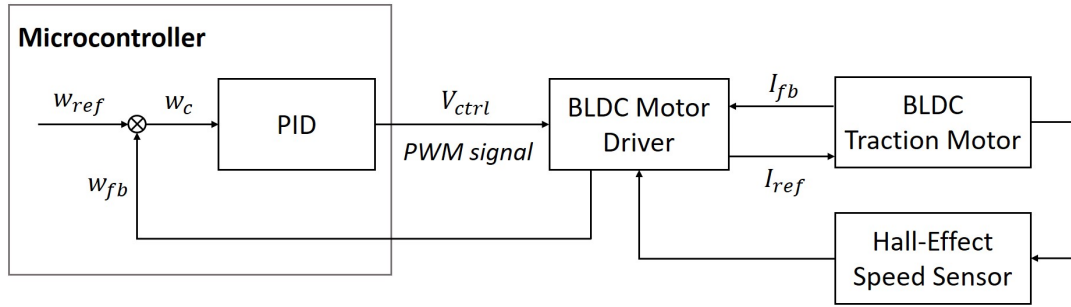 Microcontroller
w_ref
w_c
PID
w_fb
V_ctrl
PWM signal
BLDC Motor
Driver
I_fb
I_ref
BLDC
Traction Motor
Hall-Effect
Speed Sensor